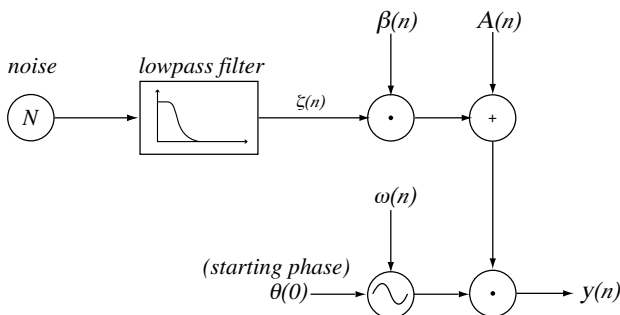 β(n) A(n)
noise lowpass filter
N ζ(n) • +
ω(n)
(starting phase)
θ(0) • y(n)